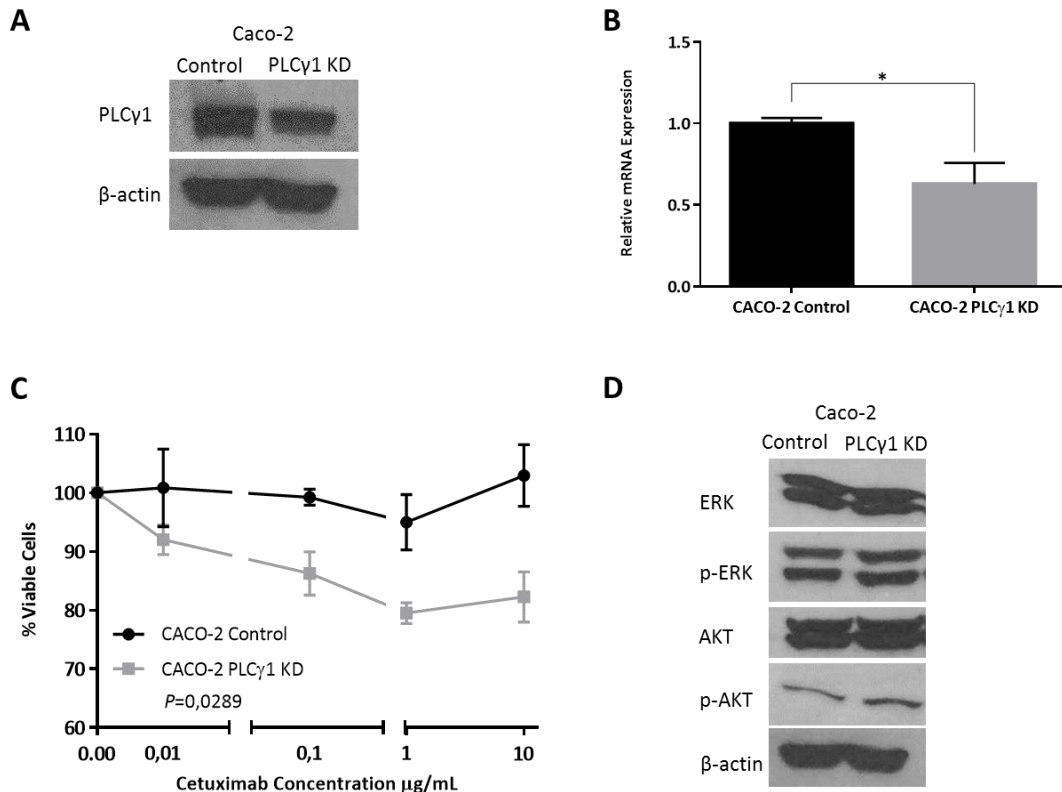 A
Caco-2
Control PLCγ1 KD
PLCγ1
β-actin
B
1.5
1.0
0.5
0.0
Relative mRNA Expression
*
CACO-2 Control
CACO-2 PLCγ1 KD
C
110
100
90
80
70
60
% Viable Cells
CACO-2 Control
CACO-2 PLCγ1 KD
P=0,0289
0.00 0,01 0,1 1 10
Cetuximab Concentration µg/mL
D
Caco-2
Control PLCγ1 KD
ERK
p-ERK
AKT
p-AKT
β-actin